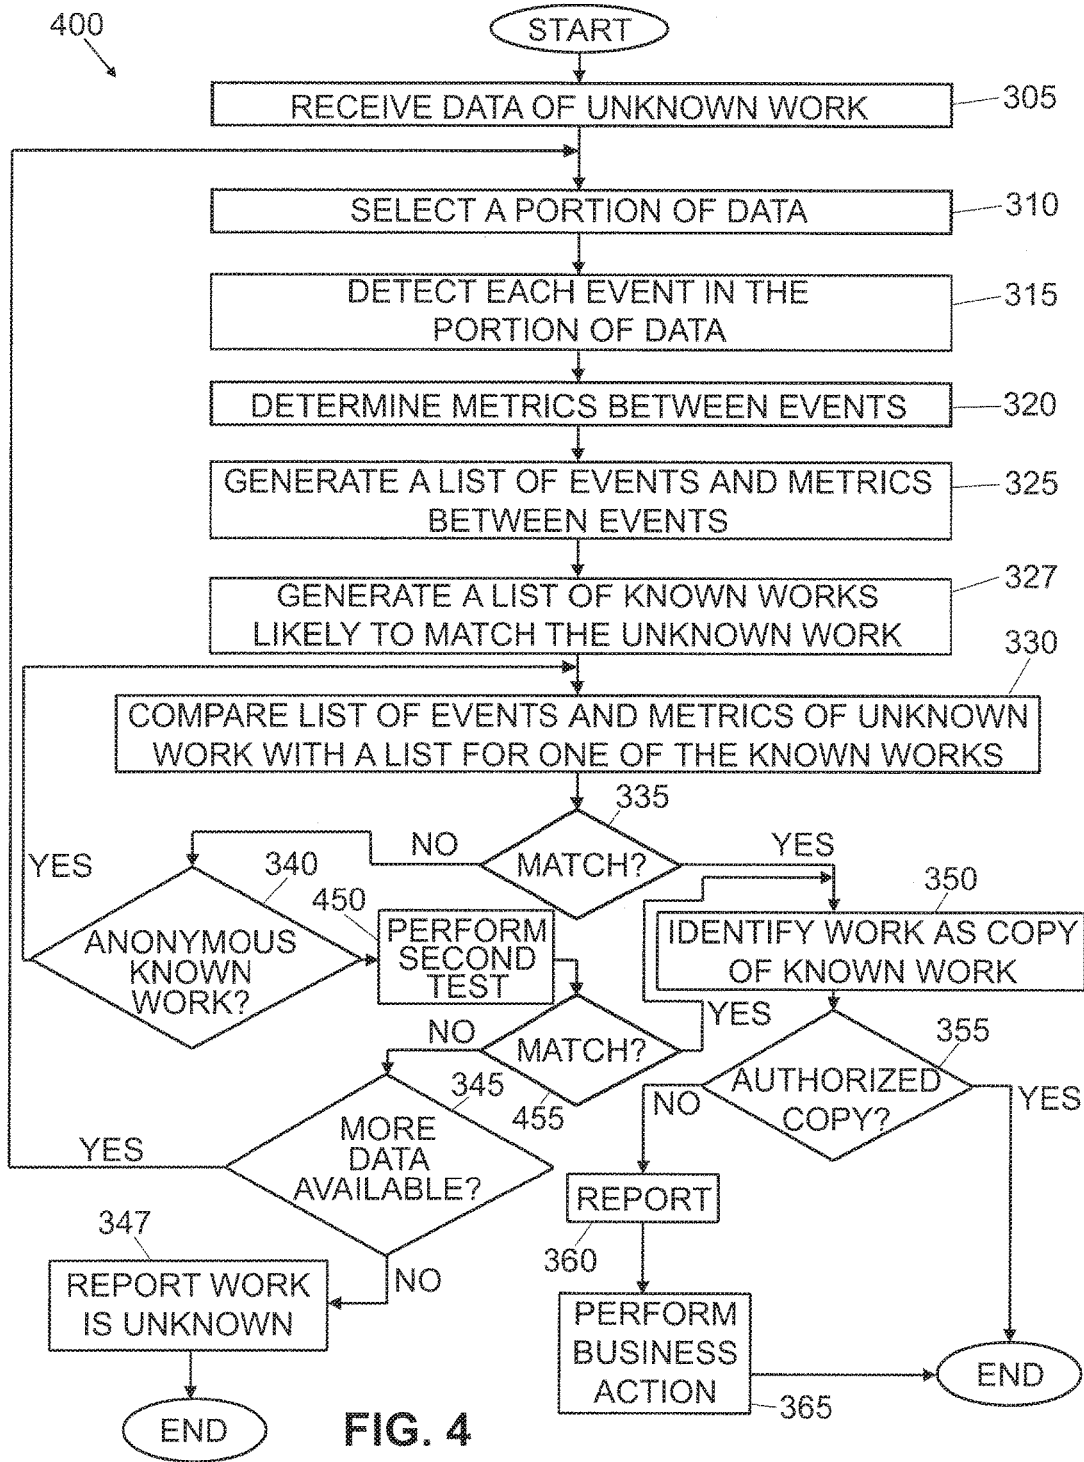 400
START
RECEIVE DATA OF UNKNOWN WORK
305
SELECT A PORTION OF DATA
310
DETECT EACH EVENT IN THE
PORTION OF DATA
315
DETERMINE METRICS BETWEEN EVENTS
320
GENERATE A LIST OF EVENTS AND METRICS
BETWEEN EVENTS
325
GENERATE A LIST OF KNOWN WORKS
LIKELY TO MATCH THE UNKNOWN WORK
327
330
COMPARE LIST OF EVENTS AND METRICS OF UNKNOWN
WORK WITH A LIST FOR ONE OF THE KNOWN WORKS
335
NO
MATCH?
YES
YES
340
ANONYMOUS
KNOWN
WORK?
450
PERFORM
SECOND
TEST
350
IDENTIFY WORK AS COPY
OF KNOWN WORK
NO
MATCH?
YES
455
355
AUTHORIZED
COPY?
NO
YES
345
MORE
DATA
AVAILABLE?
YES
NO
REPORT
360
347
REPORT WORK
IS UNKNOWN
PERFORM
BUSINESS
ACTION
365
END
END
FIG. 4